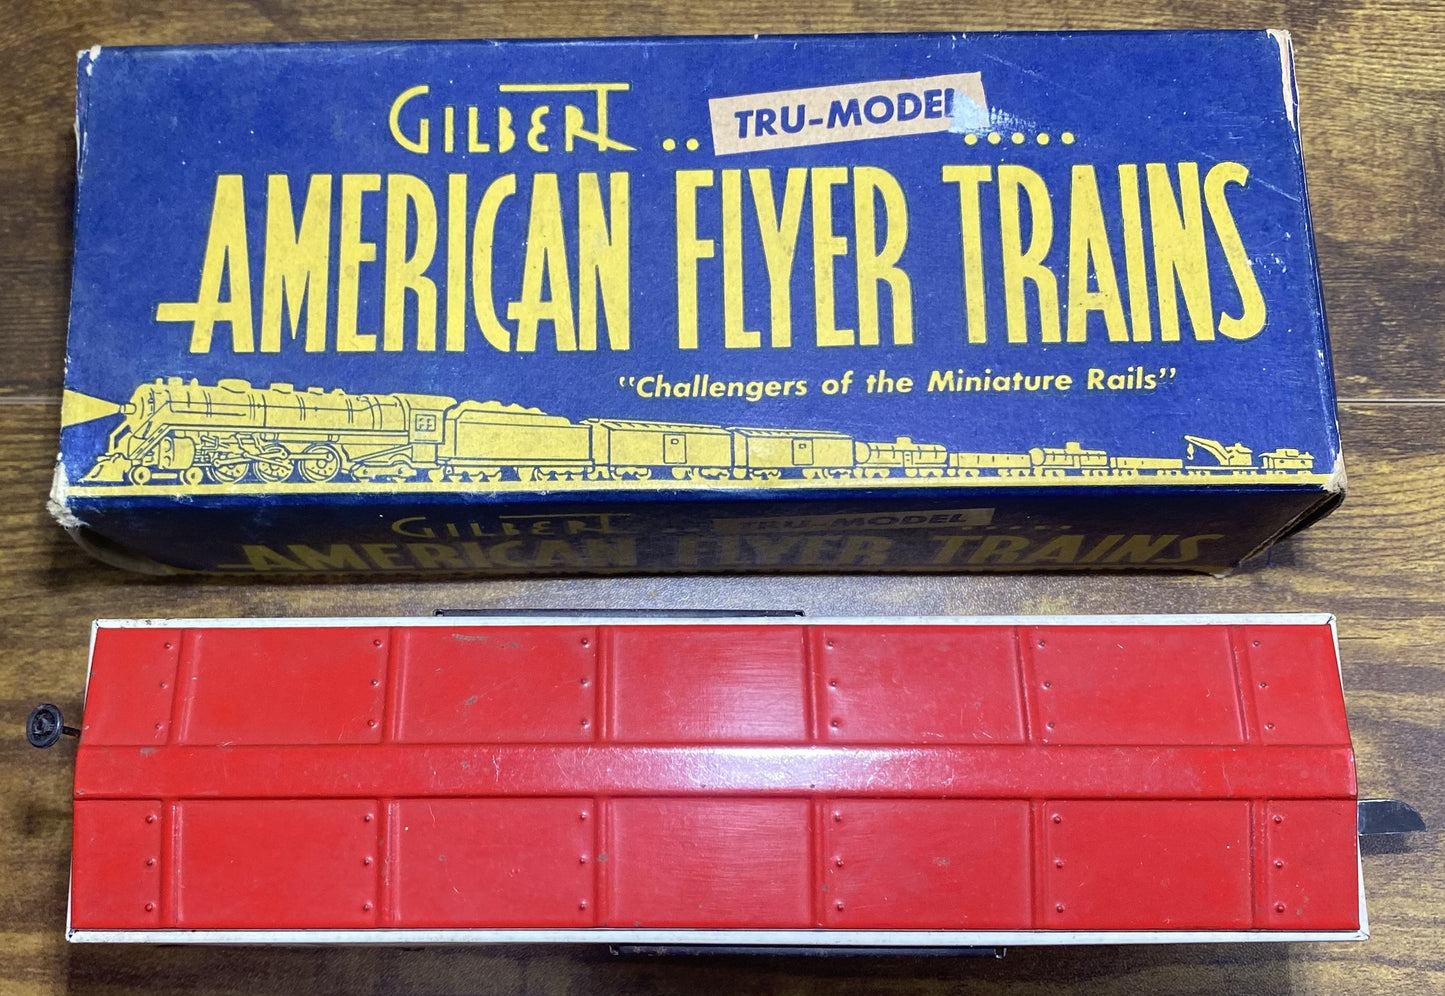 GILBERT .. TRU-MODEL .....
AMERICAN FLYER TRAINS
"Challengers of the Miniature Rails"
GILBERT TRU-MODEL ....
AMERICAN FLYER TRAINS